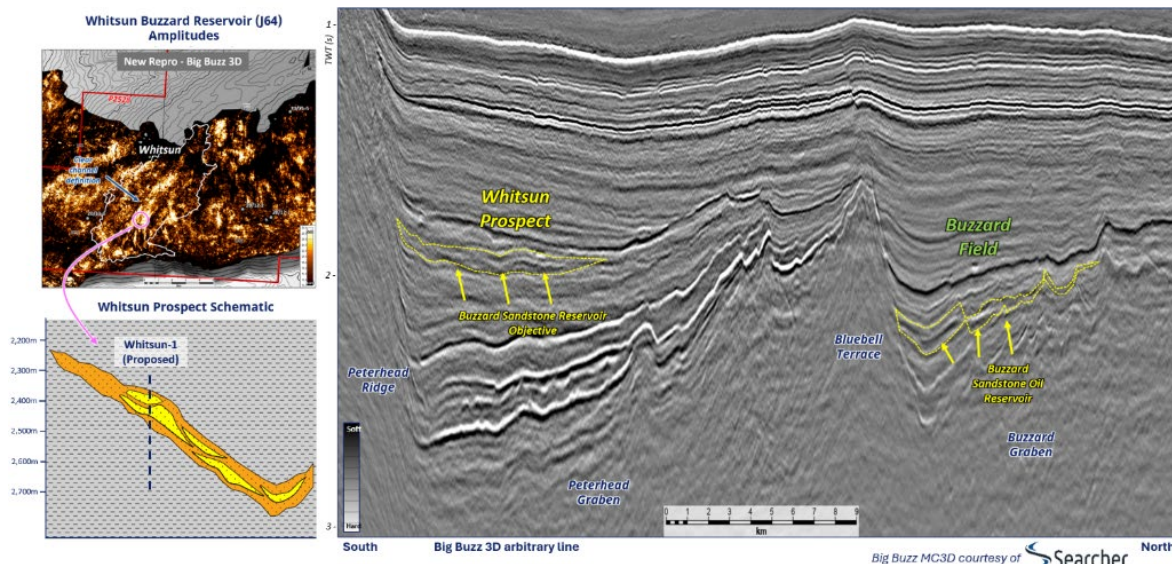 Whitsun Buzzard Reservoir (J64)
Amplitudes
New Repro - Big Buzz 3D
P2528
Whitsun
Clear
channel
definition
Whitsun Prospect Schematic
Whitsun-1
(Proposed)
2,200m
2,300m
2,400m
2,500m
2,600m
2,700m
1
TWT (s)
2
3
Whitsun
Prospect
Buzzard Sandstone Reservoir
Objective
Peterhead
Ridge
Peterhead
Graben
Bluebell
Terrace
Buzzard
Field
Buzzard
Sandstone Oil
Reservoir
Buzzard
Graben
Soft
Hard
0 1 2 3 4 5 6 7 8 9
km
South
Big Buzz 3D arbitrary line
North
Big Buzz MC3D courtesy of
Searcher